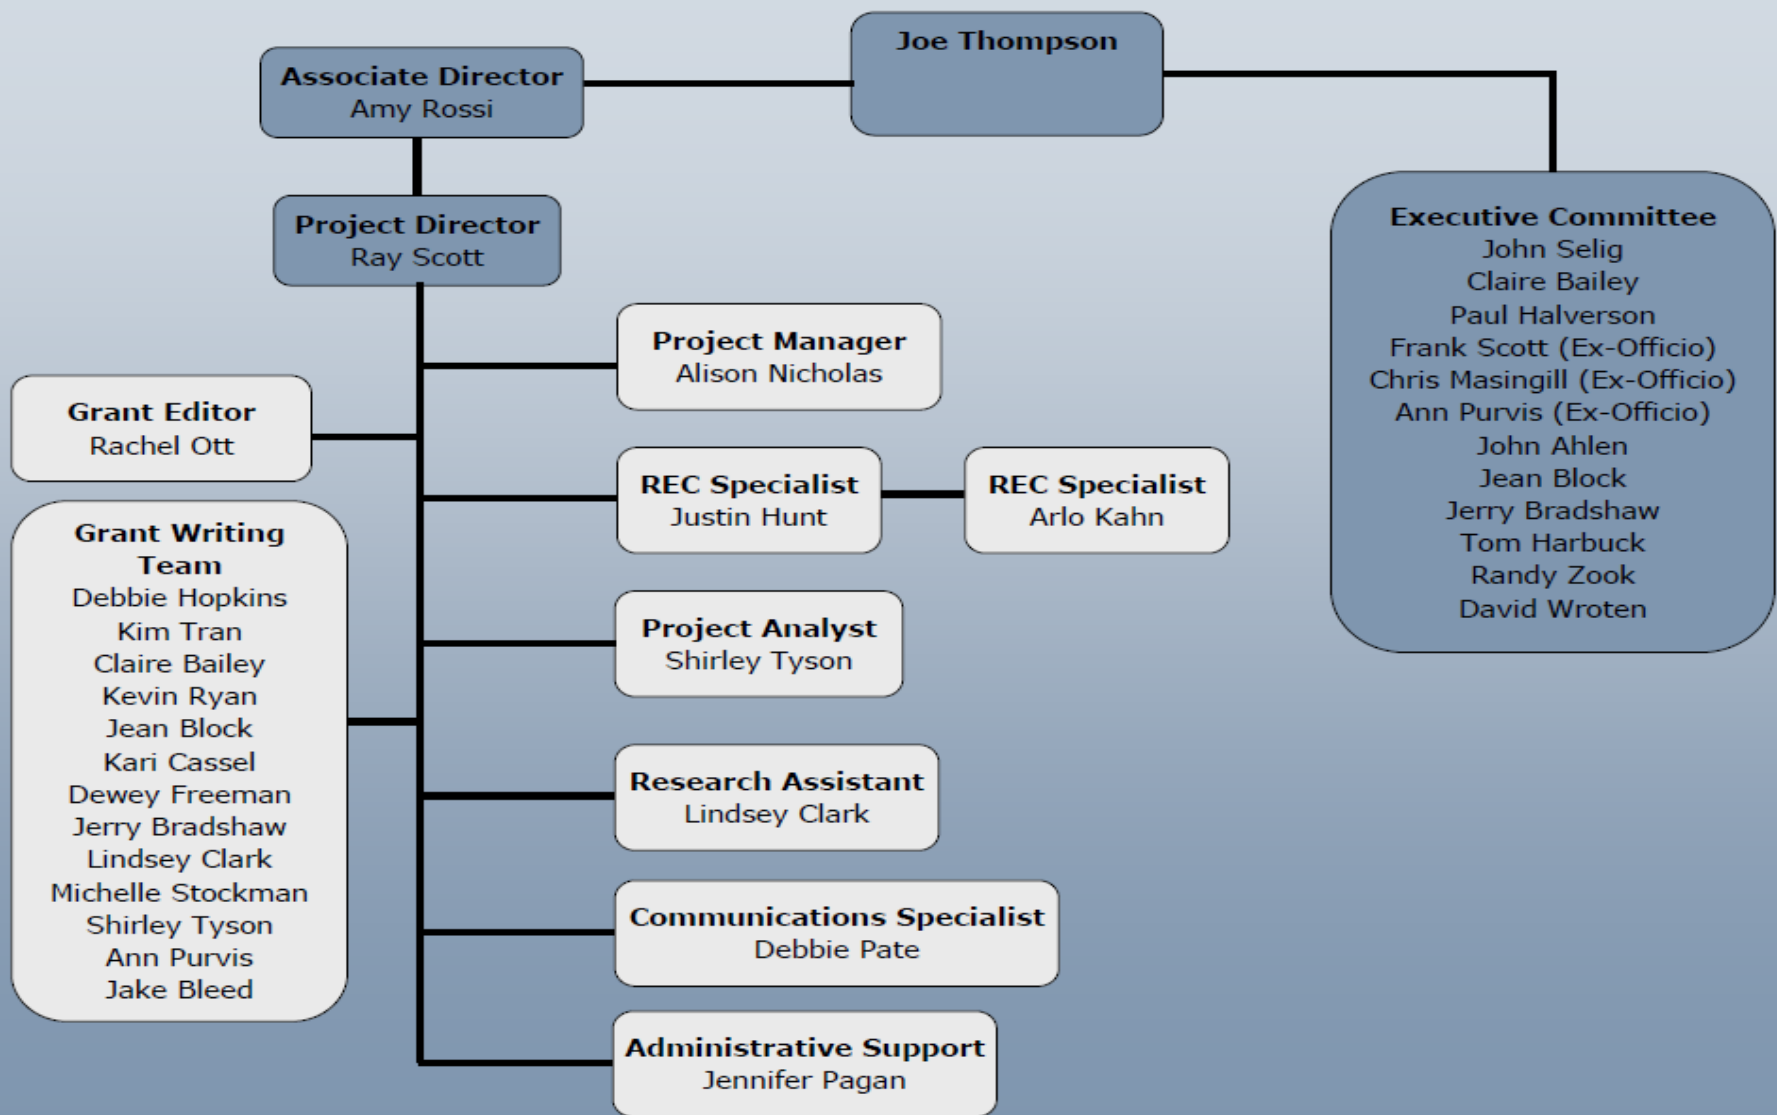 Joe Thompson
Associate Director
Amy Rossi
Project Director
Ray Scott
Executive Committee
John Selig
Claire Bailey
Paul Halverson
Frank Scott (Ex-Officio)
Chris Masingill (Ex-Officio)
Ann Purvis (Ex-Officio)
John Ahlen
Jean Block
Jerry Bradshaw
Tom Harbuck
Randy Zook
David Wroten
Project Manager
Alison Nicholas
Grant Editor
Rachel Ott
REC Specialist
Justin Hunt
REC Specialist
Arlo Kahn
Grant Writing
Team
Debbie Hopkins
Kim Tran
Claire Bailey
Kevin Ryan
Jean Block
Kari Cassel
Dewey Freeman
Jerry Bradshaw
Lindsey Clark
Michelle Stockman
Shirley Tyson
Ann Purvis
Jake Bleed
Project Analyst
Shirley Tyson
Research Assistant
Lindsey Clark
Communications Specialist
Debbie Pate
Administrative Support
Jennifer Pagan